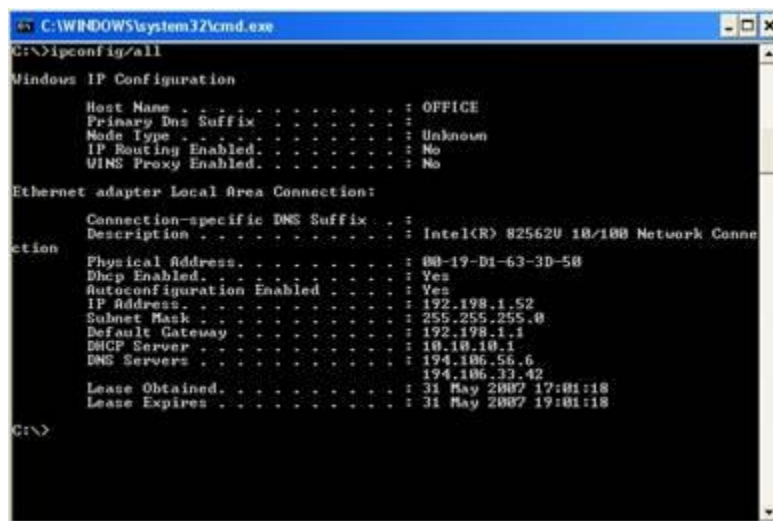 C:\WINDOWS\system32\cmd.exe
C:\>ipconfig/all
Windows IP Configuration
Host Name . . . . . . . . . . . . : OFFICE
Primary Dns Suffix . . . . . . . :
Node Type . . . . . . . . . . . . : Unknown
IP Routing Enabled. . . . . . . . : No
WINS Proxy Enabled. . . . . . . . : No
Ethernet adapter Local Area Connection:
Connection-specific DNS Suffix . :
Description . . . . . . . . . . . : Intel(R) 82562V 10/100 Network Conne
ction
Physical Address. . . . . . . . . : 00-19-D1-63-3D-50
Dhcp Enabled. . . . . . . . . . . : Yes
Autoconfiguration Enabled . . . . : Yes
IP Address. . . . . . . . . . . . : 192.198.1.52
Subnet Mask . . . . . . . . . . . : 255.255.255.0
Default Gateway . . . . . . . . . : 192.198.1.1
DHCP Server . . . . . . . . . . . : 10.10.10.1
DNS Servers . . . . . . . . . . . : 194.106.56.6
194.106.33.42
Lease Obtained. . . . . . . . . . : 31 May 2007 17:01:18
Lease Expires . . . . . . . . . . : 31 May 2007 19:01:18
C:\>